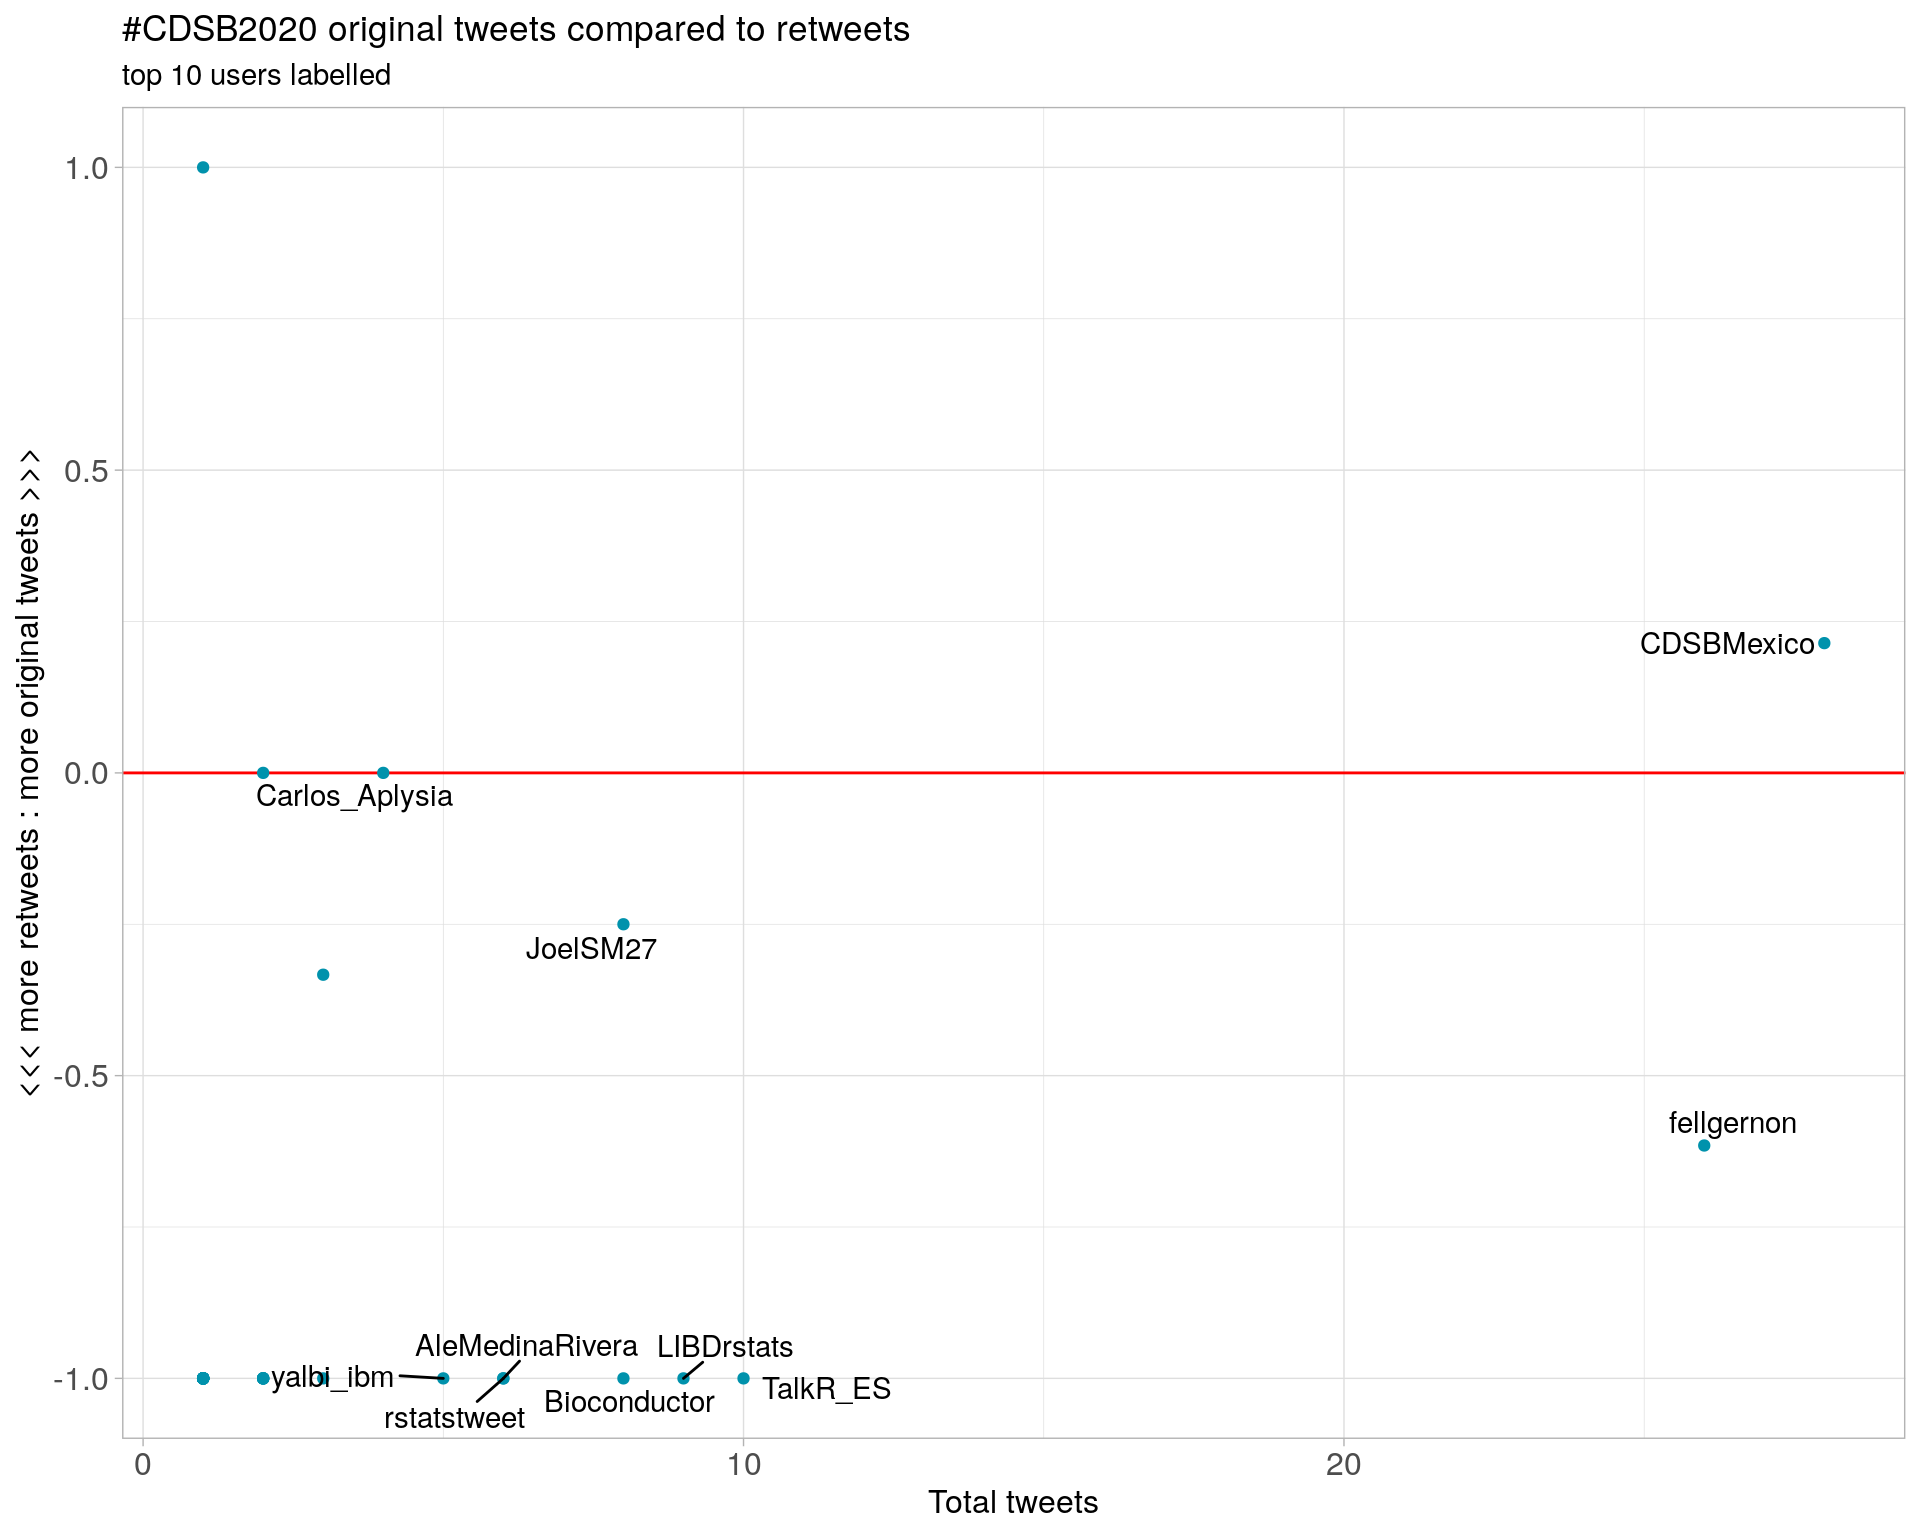 #CDSB2020 original tweets compared to retweets
top 10 users labelled
<<< more retweets : more original tweets >>>
1.0
0.5
0.0
-0.5
-1.0
CDSBMexico
Carlos_Aplysia
JoelSM27
fellgernon
AleMedinaRivera
LIBDrstats
yalbi_ibm
TalkR_ES
Bioconductor
rstatstweet
0
10
20
Total tweets